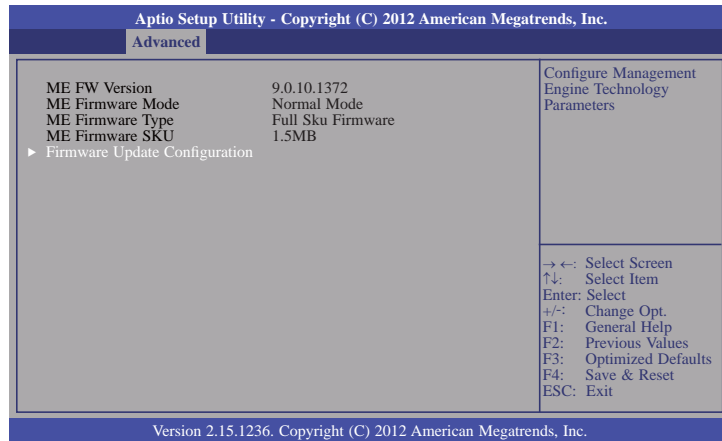 Aptio Setup Utility - Copyright (C) 2012 American Megatrends, Inc.
Advanced
ME FW Version 9.0.10.1372
ME Firmware Mode Normal Mode
ME Firmware Type Full Sku Firmware
ME Firmware SKU 1.5MB
► Firmware Update Configuration
Configure Management
Engine Technology
Parameters
→ ←: Select Screen
↑↓: Select Item
Enter: Select
+/-: Change Opt.
F1: General Help
F2: Previous Values
F3: Optimized Defaults
F4: Save & Reset
ESC: Exit
Version 2.15.1236. Copyright (C) 2012 American Megatrends, Inc.